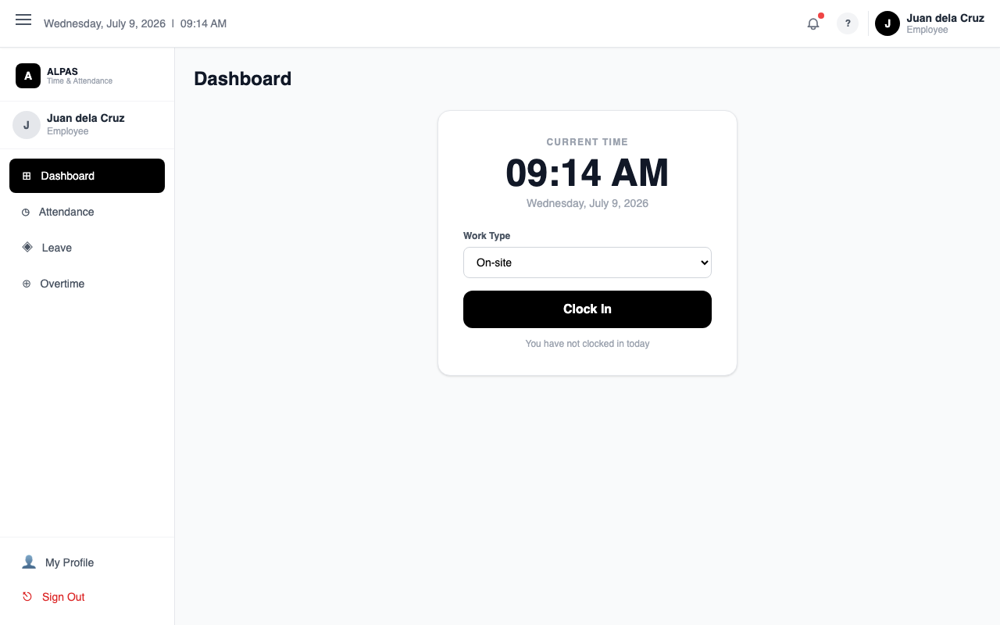 Wednesday, July 9, 2026 | 09:14 AM
?
J
Juan dela Cruz
Employee
A
ALPAS
Time & Attendance
J
Juan dela Cruz
Employee
Dashboard
Attendance
Leave
Overtime
My Profile
Sign Out
Dashboard
CURRENT TIME
09:14 AM
Wednesday, July 9, 2026
Work Type
On-site
Clock In
You have not clocked in today